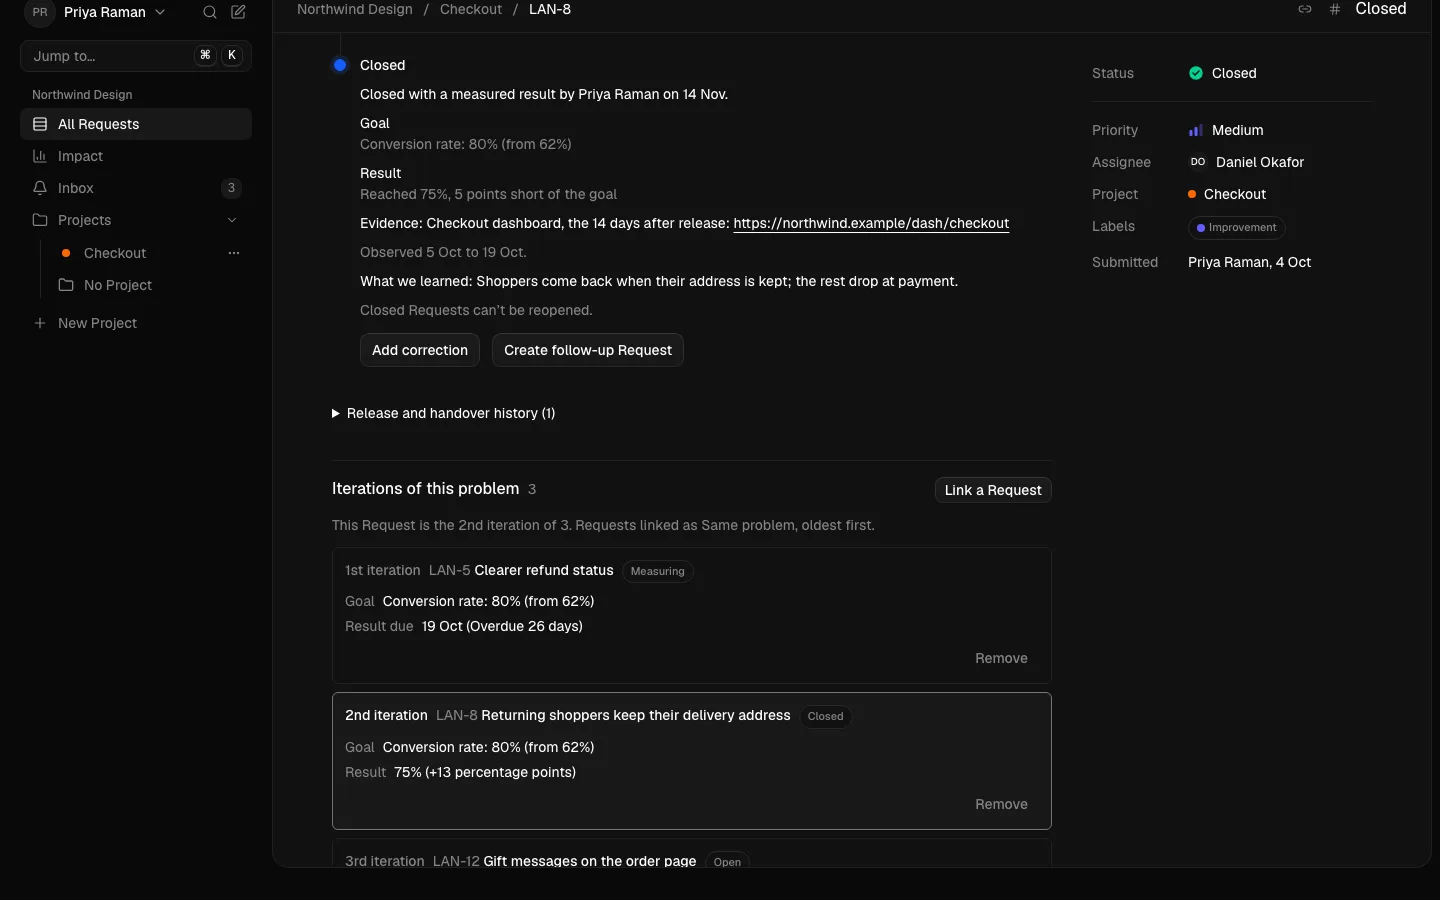 PR Priya Raman
Jump to... ⌘ K
Northwind Design
All Requests
Impact
Inbox 3
Projects
Checkout
No Project
New Project
Northwind Design / Checkout / LAN-8
# Closed
Closed
Closed with a measured result by Priya Raman on 14 Nov.
Goal
Conversion rate: 80% (from 62%)
Result
Reached 75%, 5 points short of the goal
Evidence: Checkout dashboard, the 14 days after release: https://northwind.example/dash/checkout
Observed 5 Oct to 19 Oct.
What we learned: Shoppers come back when their address is kept; the rest drop at payment.
Closed Requests can't be reopened.
Add correction
Create follow-up Request
Release and handover history (1)
Iterations of this problem 3
Link a Request
This Request is the 2nd iteration of 3. Requests linked as Same problem, oldest first.
1st iteration LAN-5 Clearer refund status Measuring
Goal Conversion rate: 80% (from 62%)
Result due 19 Oct (Overdue 26 days)
Remove
2nd iteration LAN-8 Returning shoppers keep their delivery address Closed
Goal Conversion rate: 80% (from 62%)
Result 75% (+13 percentage points)
Remove
3rd iteration LAN-12 Gift messages on the order page Open
Status Closed
Priority Medium
Assignee DO Daniel Okafor
Project Checkout
Labels Improvement
Submitted Priya Raman, 4 Oct